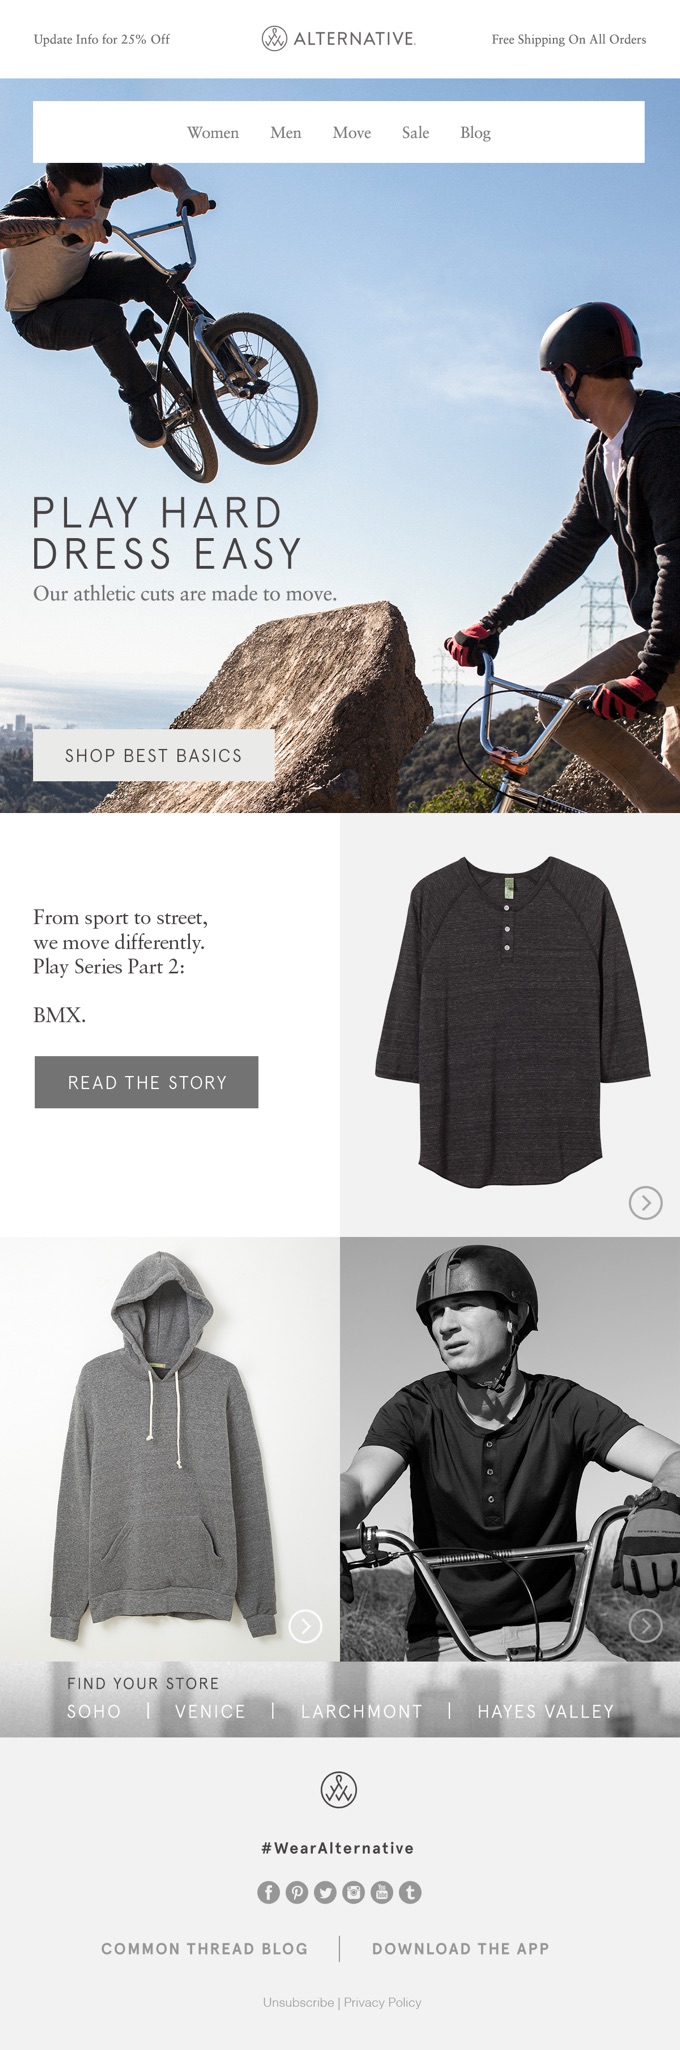 Update Info for 25% Off
ALTERNATIVE.
Free Shipping On All Orders
Women Men Move Sale Blog
PLAY HARD
DRESS EASY
Our athletic cuts are made to move.
SHOP BEST BASICS
From sport to street,
we move differently.
Play Series Part 2:
BMX.
READ THE STORY
FIND YOUR STORE
SOHO | VENICE | LARCHMONT | HAYES VALLEY
#WearAlternative
COMMON THREAD BLOG | DOWNLOAD THE APP
Unsubscribe | Privacy Policy